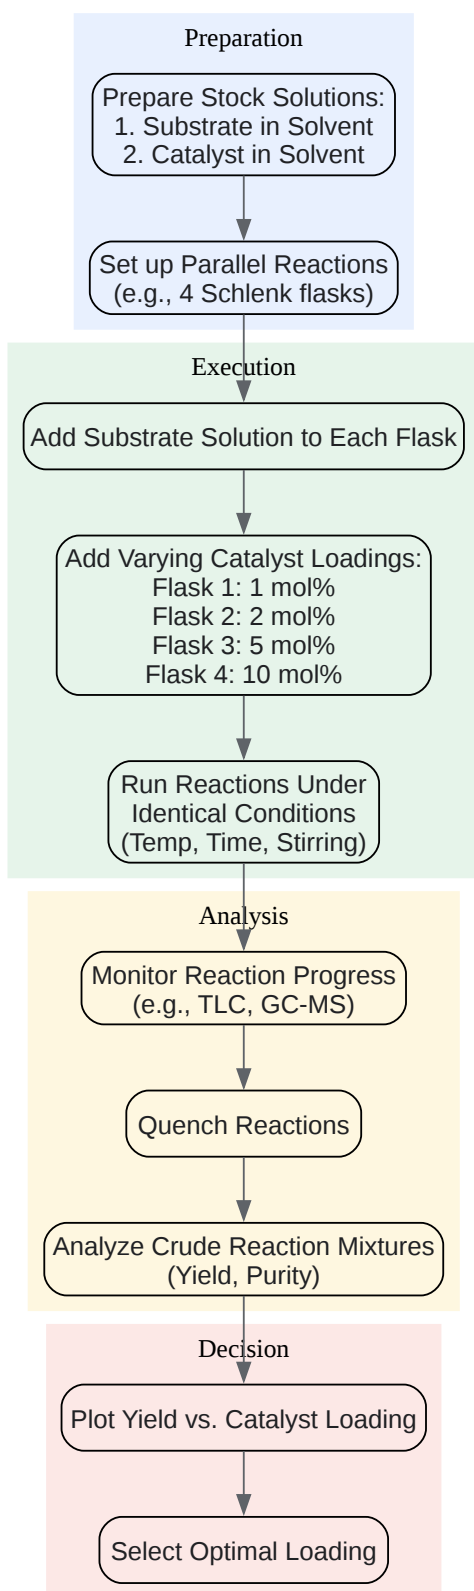 Preparation
Prepare Stock Solutions:
1. Substrate in Solvent
2. Catalyst in Solvent
Set up Parallel Reactions
(e.g., 4 Schlenk flasks)
Execution
Add Substrate Solution to Each Flask
Add Varying Catalyst Loadings:
Flask 1: 1 mol%
Flask 2: 2 mol%
Flask 3: 5 mol%
Flask 4: 10 mol%
Run Reactions Under
Identical Conditions
(Temp, Time, Stirring)
Analysis
Monitor Reaction Progress
(e.g., TLC, GC-MS)
Quench Reactions
Analyze Crude Reaction Mixtures
(Yield, Purity)
Decision
Plot Yield vs. Catalyst Loading
Select Optimal Loading